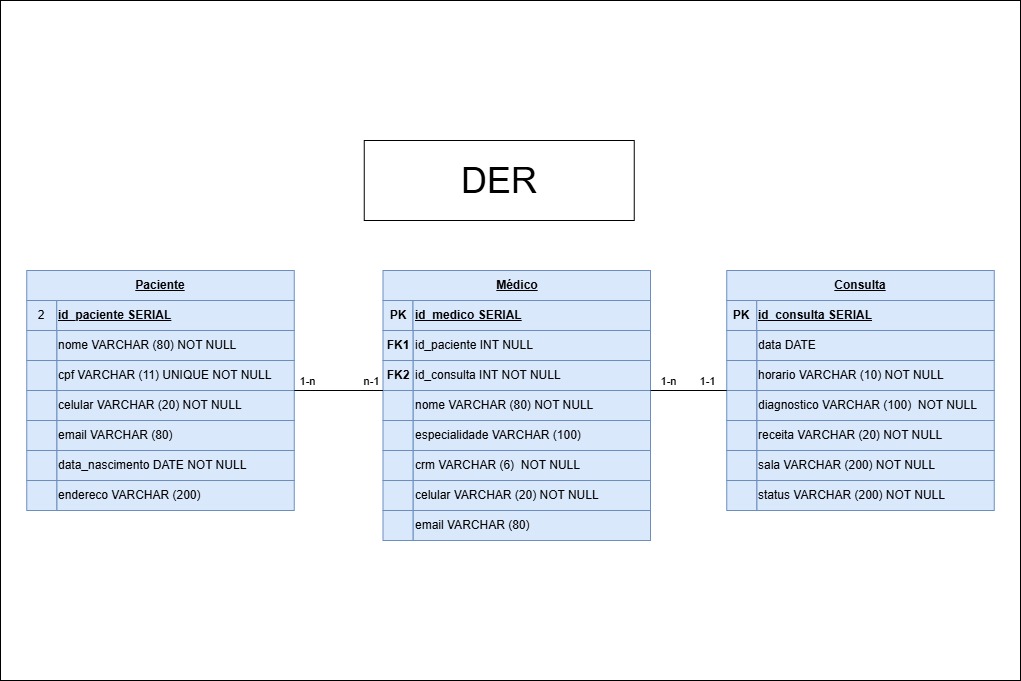 DER
Paciente
2 id_paciente SERIAL
nome VARCHAR (80) NOT NULL
cpf VARCHAR (11) UNIQUE NOT NULL
celular VARCHAR (20) NOT NULL
email VARCHAR (80)
data_nascimento DATE NOT NULL
endereco VARCHAR (200)
1-n n-1
Médico
PK id_medico SERIAL
FK1 id_paciente INT NULL
FK2 id_consulta INT NOT NULL
nome VARCHAR (80) NOT NULL
especialidade VARCHAR (100)
crm VARCHAR (6) NOT NULL
celular VARCHAR (20) NOT NULL
email VARCHAR (80)
1-n 1-1
Consulta
PK id_consulta SERIAL
data DATE
horario VARCHAR (10) NOT NULL
diagnostico VARCHAR (100) NOT NULL
receita VARCHAR (20) NOT NULL
sala VARCHAR (200) NOT NULL
status VARCHAR (200) NOT NULL